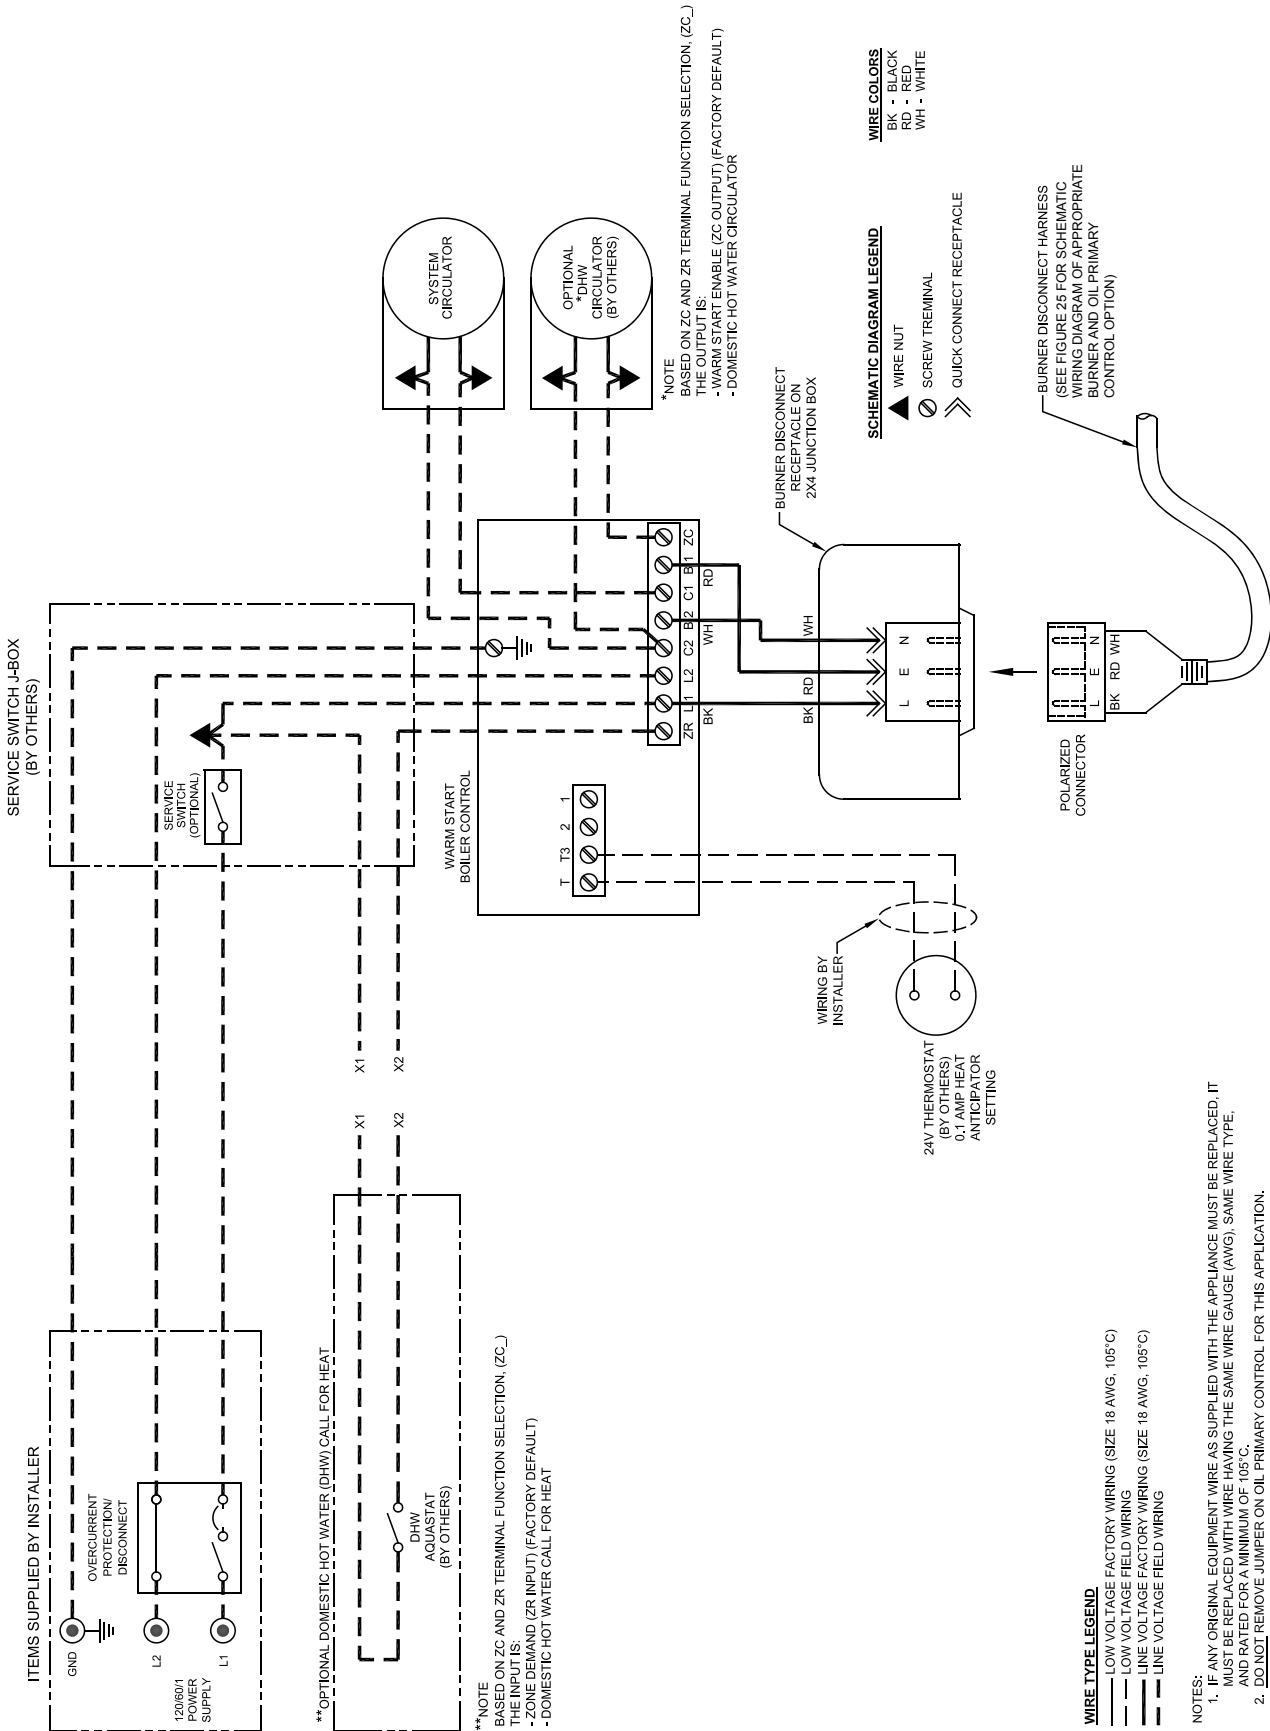 ITEMS SUPPLIED BY INSTALLER
GND
L2
L1
120/60/1
POWER
SUPPLY
OVERCURRENT
PROTECTION/
DISCONNECT
SERVICE SWITCH J-BOX
(BY OTHERS)
SERVICE
SWITCH
(OPTIONAL)
**OPTIONAL DOMESTIC HOT WATER (DHW) CALL FOR HEAT
DHW
AQUASTAT
(BY OTHERS)
X1
X1
X2
X2
**NOTE
BASED ON ZC AND ZR TERMINAL FUNCTION SELECTION, (ZC_)
THE INPUT IS:
- ZONE DEMAND (ZR INPUT) (FACTORY DEFAULT)
- DOMESTIC HOT WATER CALL FOR HEAT
WARM START
BOILER CONTROL
T T3 2 1
ZR L1 L2 C2 B2 C1 B1 ZC
BK
WH
RD
SYSTEM
CIRCULATOR
OPTIONAL
*DHW
CIRCULATOR
(BY OTHERS)
*NOTE
BASED ON ZC AND ZR TERMINAL FUNCTION SELECTION, (ZC_)
THE OUTPUT IS:
- WARM START ENABLE (ZC OUTPUT) (FACTORY DEFAULT)
- DOMESTIC HOT WATER CIRCULATOR
WIRING BY
INSTALLER
24V THERMOSTAT
(BY OTHERS)
0.1 AMP HEAT
ANTICIPATOR
SETTING
BURNER DISCONNECT
RECEPTACLE ON
2X4 JUNCTION BOX
BK RD WH
L E N
POLARIZED
CONNECTOR
L E N
BK RD WH
BURNER DISCONNECT HARNESS
(SEE FIGURE 25 FOR SCHEMATIC
WIRING DIAGRAM OF APPROPRIATE
BURNER AND OIL PRIMARY
CONTROL OPTION)
SCHEMATIC DIAGRAM LEGEND
WIRE NUT
SCREW TREMINAL
QUICK CONNECT RECEPTACLE
WIRE COLORS
BK - BLACK
RD - RED
WH - WHITE
WIRE TYPE LEGEND
LOW VOLTAGE FACTORY WIRING (SIZE 18 AWG, 105°C)
LOW VOLTAGE FIELD WIRING
LINE VOLTAGE FACTORY WIRING (SIZE 18 AWG, 105°C)
LINE VOLTAGE FIELD WIRING
NOTES:
1. IF ANY ORIGINAL EQUIPMENT WIRE AS SUPPLIED WITH THE APPLIANCE MUST BE REPLACED, IT
MUST BE REPLACED WITH WIRE HAVING THE SAME WIRE GAUGE (AWG), SAME WIRE TYPE,
AND RATED FOR A MINIMUM OF 105°C.
2. DO NOT REMOVE JUMPER ON OIL PRIMARY CONTROL FOR THIS APPLICATION.